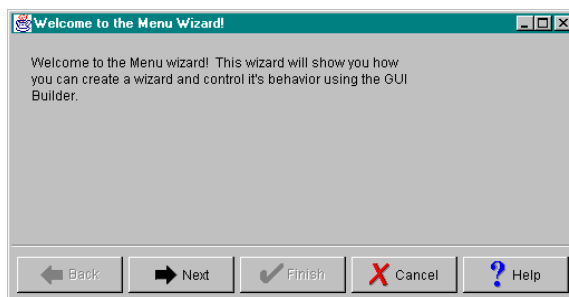 Welcome to the Menu Wizard!
Welcome to the Menu wizard! This wizard will show you how
you can create a wizard and control it's behavior using the GUI
Builder.
Back Next Finish Cancel Help